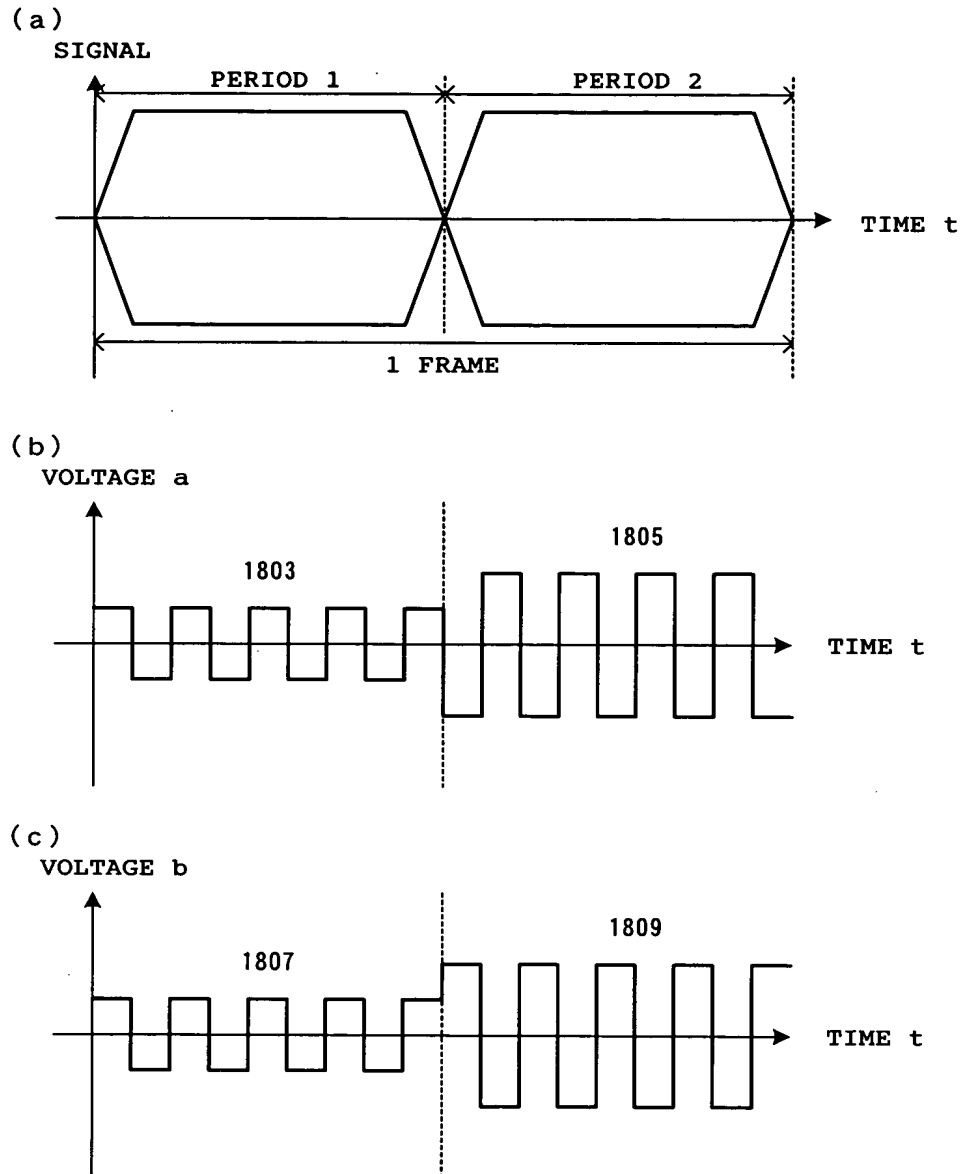 (a)
SIGNAL
PERIOD 1 PERIOD 2
TIME t
1 FRAME
(b)
VOLTAGE a
1803 1805
TIME t
(c)
VOLTAGE b
1807 1809
TIME t